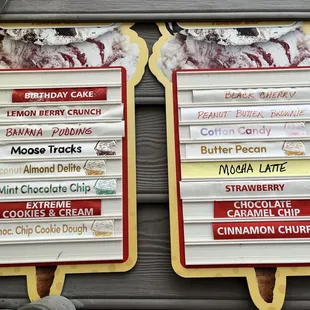 BIRTHDAY CAKE
LEMON BERRY CRUNCH
BANANA PUDDING
Moose Tracks
Coconut Almond Delite
Mint Chocolate Chip
EXTREME
COOKIES & CREAM
Choc. Chip Cookie Dough
BLACK CHERRY
PEANUT BUTTER BROWNIE
Cotton Candy
Butter Pecan
MOCHA LATTE
STRAWBERRY
CHOCOLATE
CARAMEL CHIP
CINNAMON CHURR